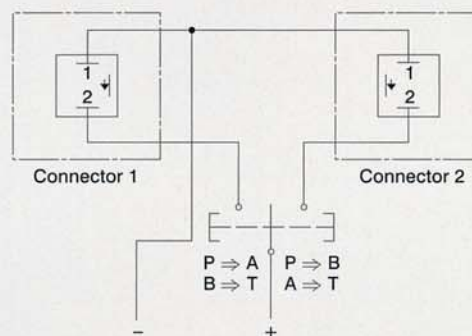 1
2
1
2
Connector 1
Connector 2
P ⇒ A
B ⇒ T
P ⇒ B
A ⇒ T
−
+